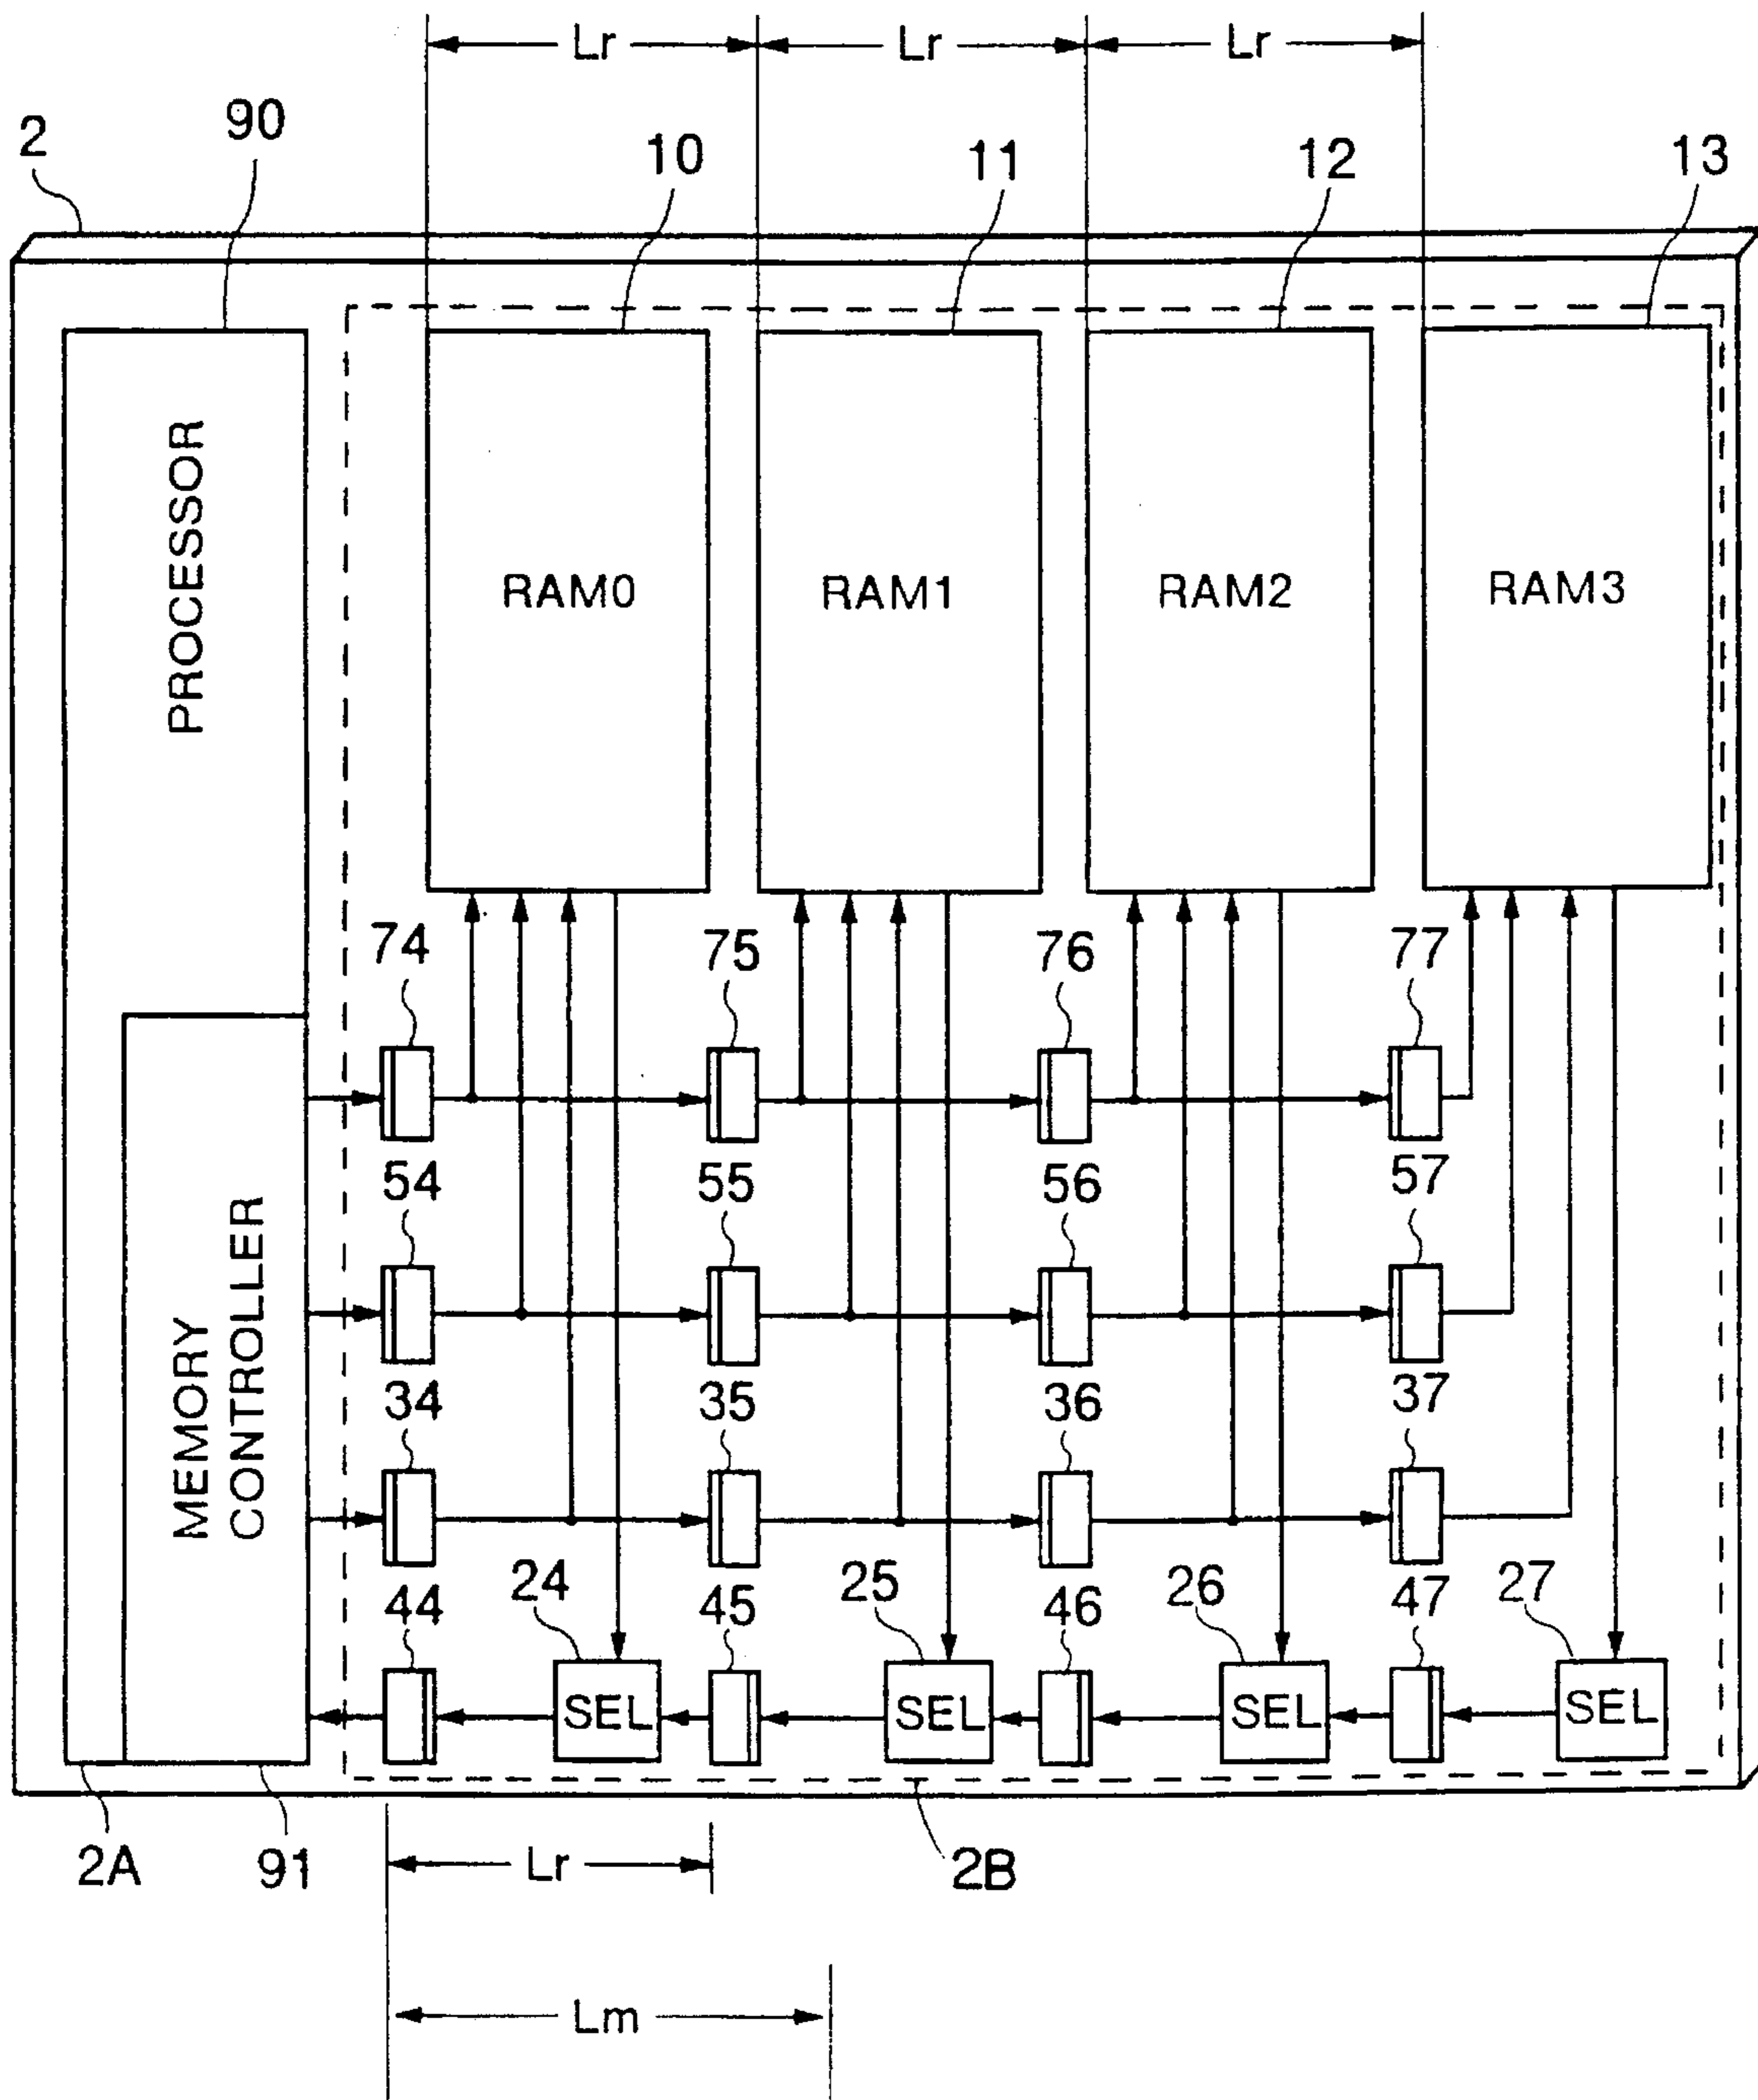 Lr Lr Lr
2 90 10 11 12 13
PROCESSOR
RAM0 RAM1 RAM2 RAM3
74 75 76 77
54 55 56 57
34 35 36 37
MEMORY
CONTROLLER
44 24 45 25 46 26 47 27
SEL SEL SEL SEL
2A 91 Lr 2B
Lm